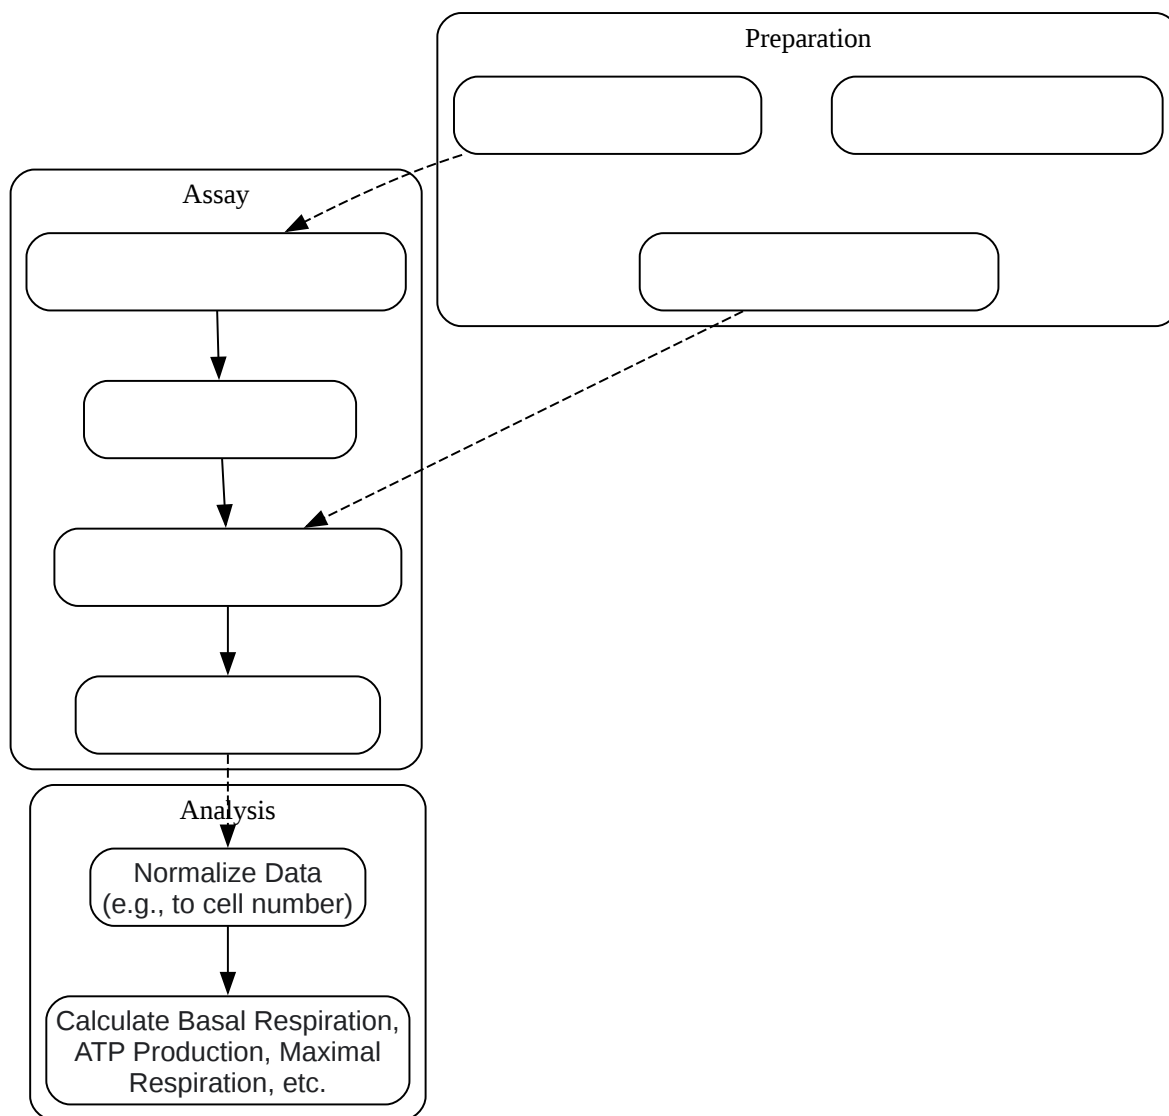 Preparation
Assay
Analysis
Normalize Data
(e.g., to cell number)
Calculate Basal Respiration,
ATP Production, Maximal
Respiration, etc.